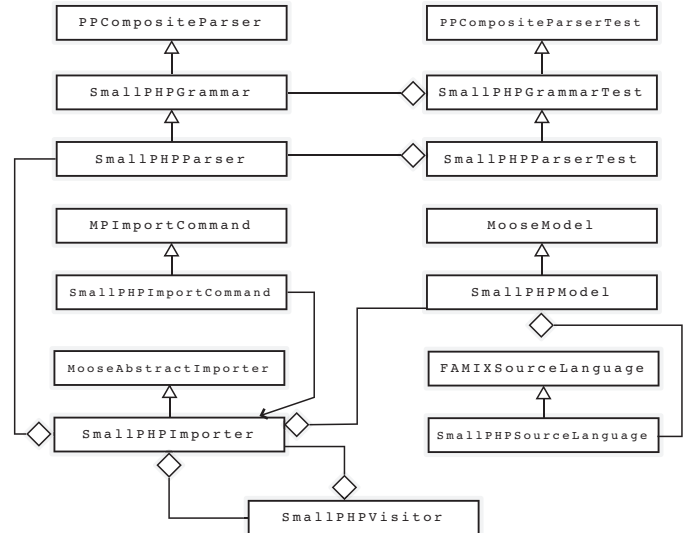 PPCompositeParser
PPCompositeParserTest
SmallPHPGrammar
SmallPHPGrammarTest
SmallPHPParser
SmallPHPParserTest
MPImportCommand
MooseModel
SmallPHPImportCommand
SmallPHPModel
MooseAbstractImporter
FAMIXSourceLanguage
SmallPHPImporter
SmallPHPSourceLanguage
SmallPHPVisitor